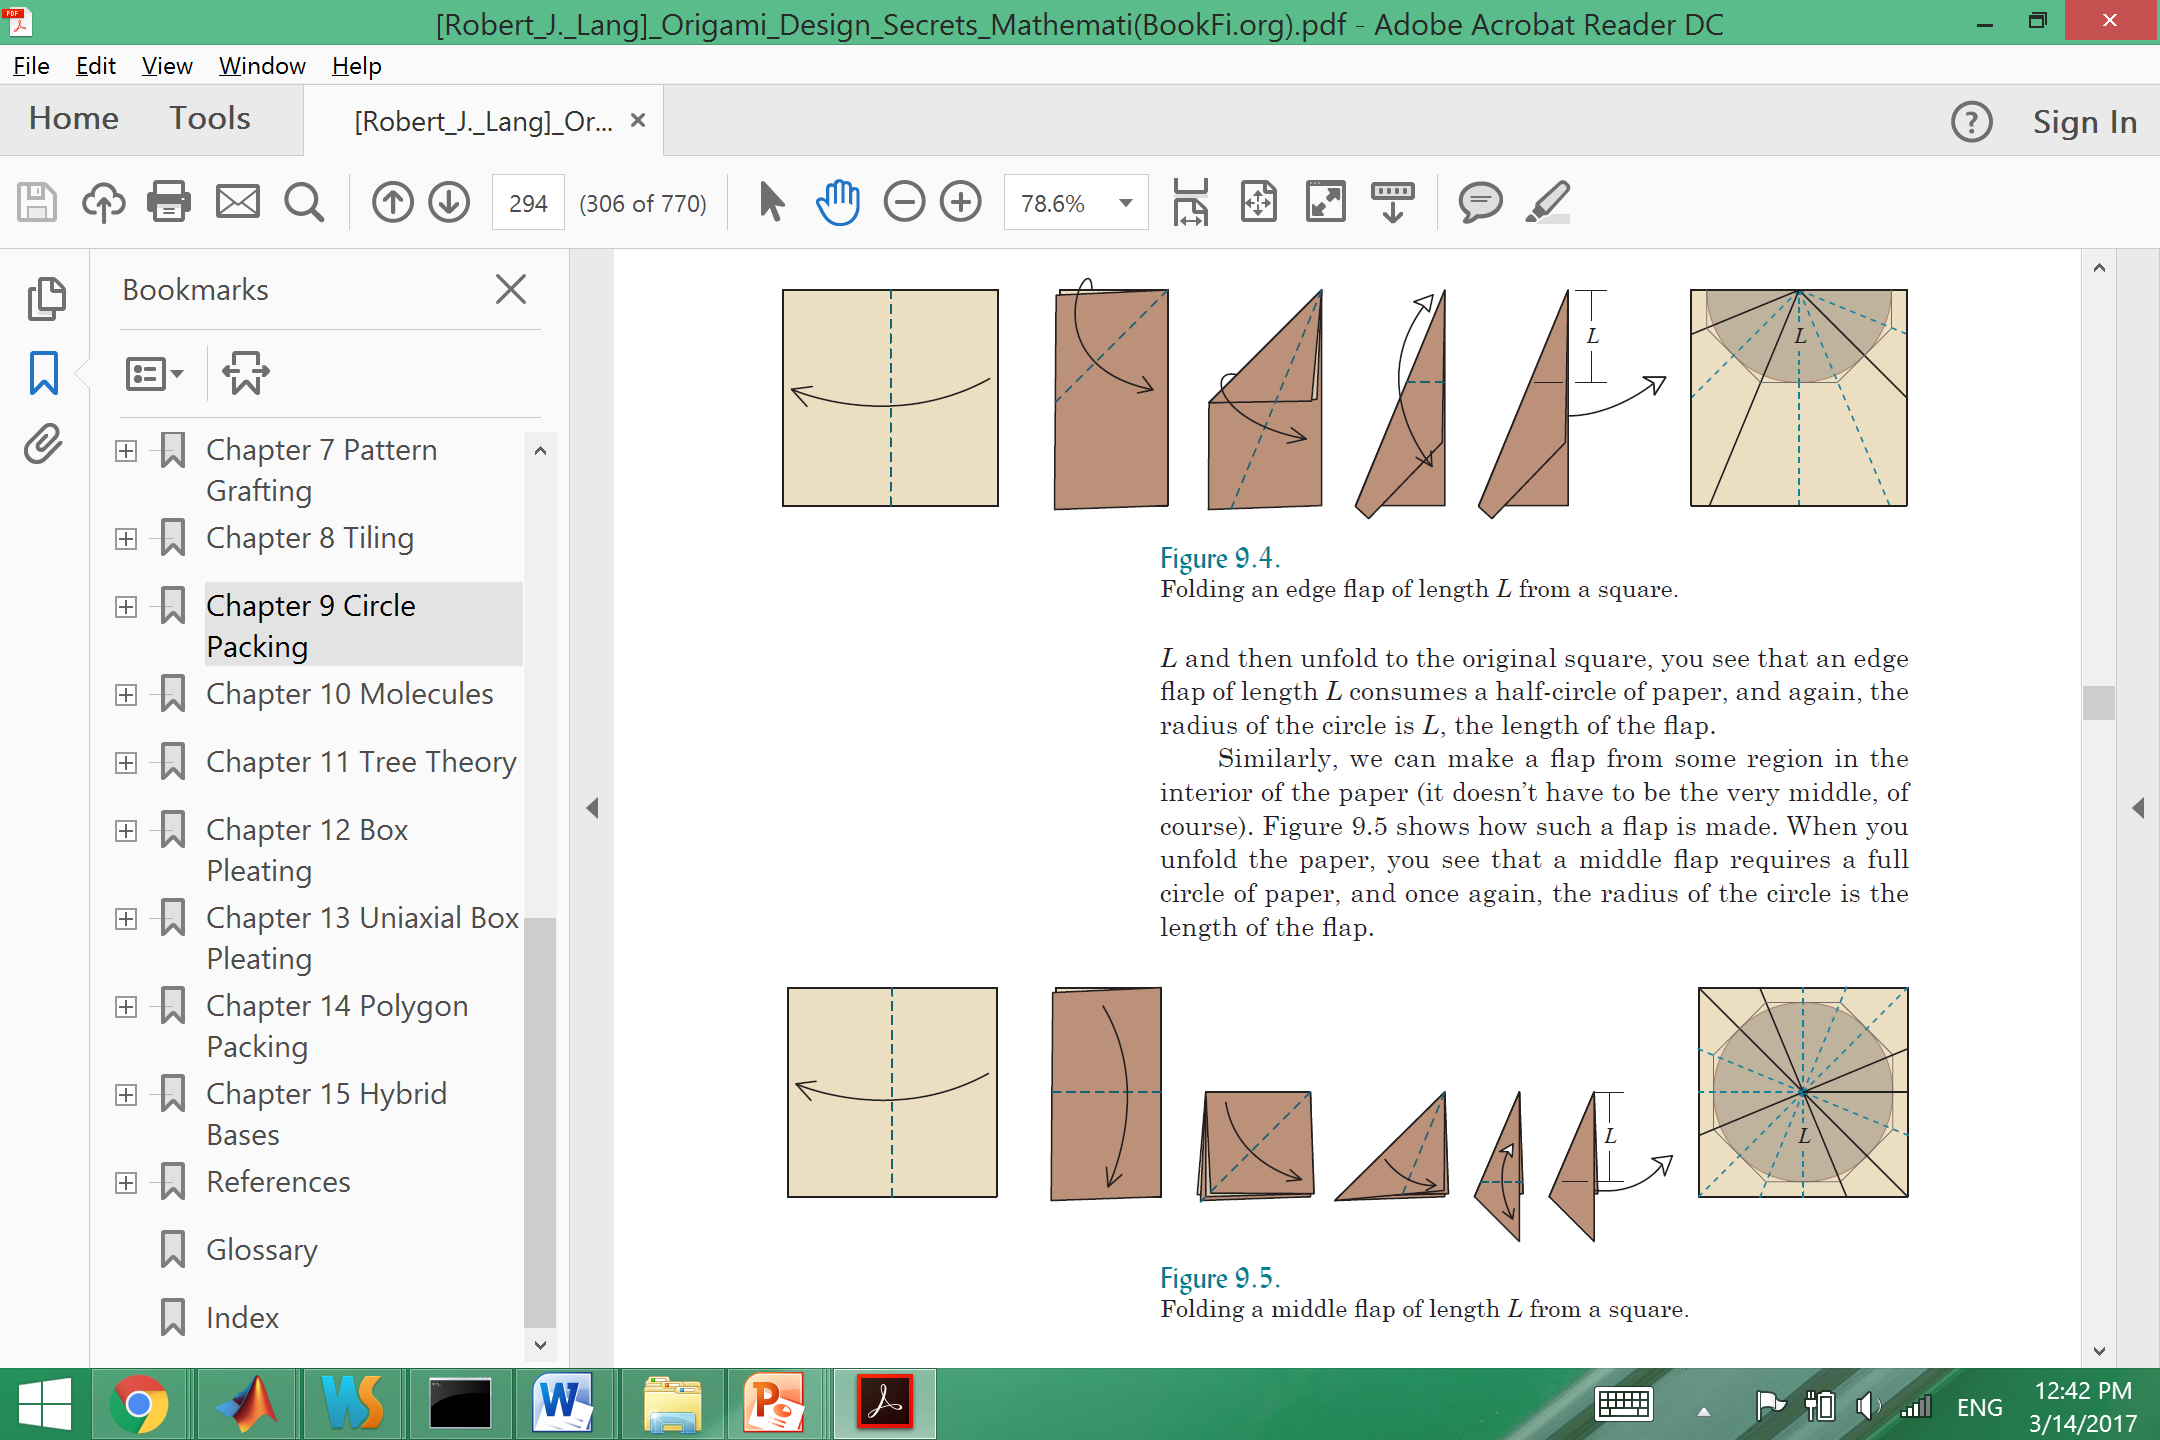 [Robert_J._Lang]_Origami_Design_Secrets_Mathemati(BookFi.org).pdf - Adobe Acrobat Reader DC
File Edit View Window Help
Home Tools [Robert_J._Lang]_Or... × Sign In
294 (306 of 770) 78.6%
Bookmarks
Chapter 7 Pattern
Grafting
Chapter 8 Tiling
Chapter 9 Circle
Packing
Chapter 10 Molecules
Chapter 11 Tree Theory
Chapter 12 Box
Pleating
Chapter 13 Uniaxial Box
Pleating
Chapter 14 Polygon
Packing
Chapter 15 Hybrid
Bases
References
Glossary
Index
L
L
Figure 9.4.
Folding an edge flap of length L from a square.
L and then unfold to the original square, you see that an edge
flap of length L consumes a half-circle of paper, and again, the
radius of the circle is L, the length of the flap.
Similarly, we can make a flap from some region in the
interior of the paper (it doesn't have to be the very middle, of
course). Figure 9.5 shows how such a flap is made. When you
unfold the paper, you see that a middle flap requires a full
circle of paper, and once again, the radius of the circle is the
length of the flap.
L
L
Figure 9.5.
Folding a middle flap of length L from a square.
ENG
12:42 PM
3/14/2017